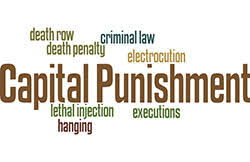 death row
criminal law
death penalty
electrocution
Capital Punishment
lethal injection
executions
hanging